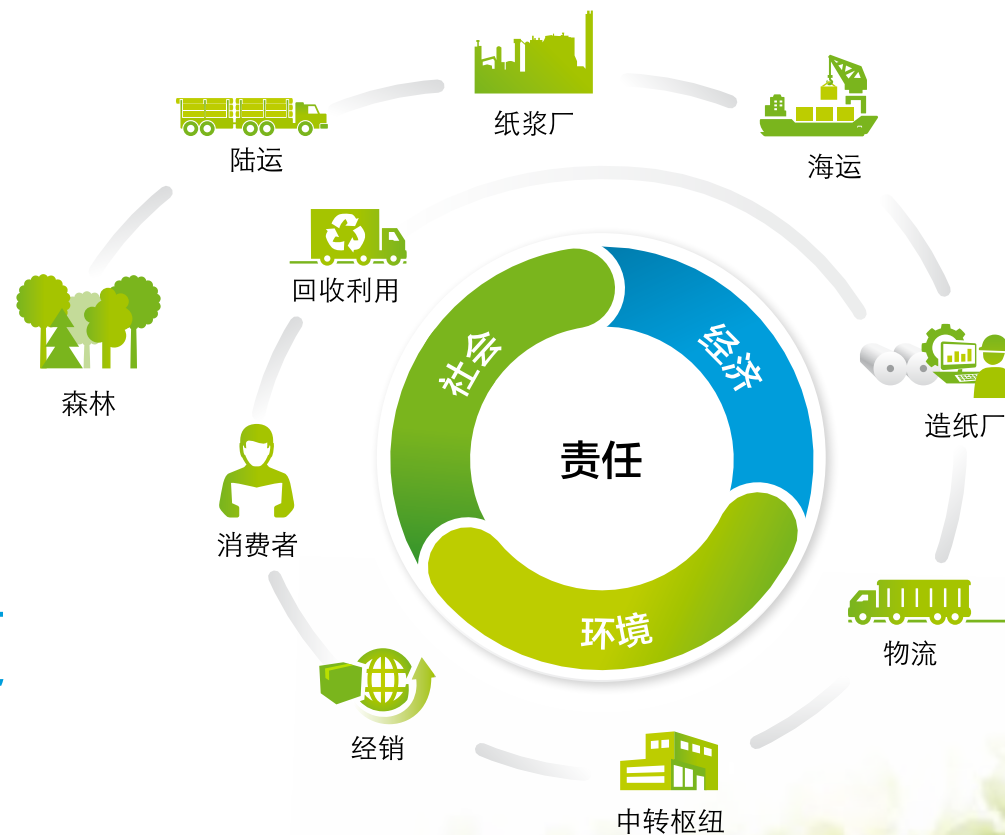 纸浆厂
陆运
海运
回收利用
森林
社会
经济
造纸厂
责任
消费者
环境
物流
经销
中转枢纽